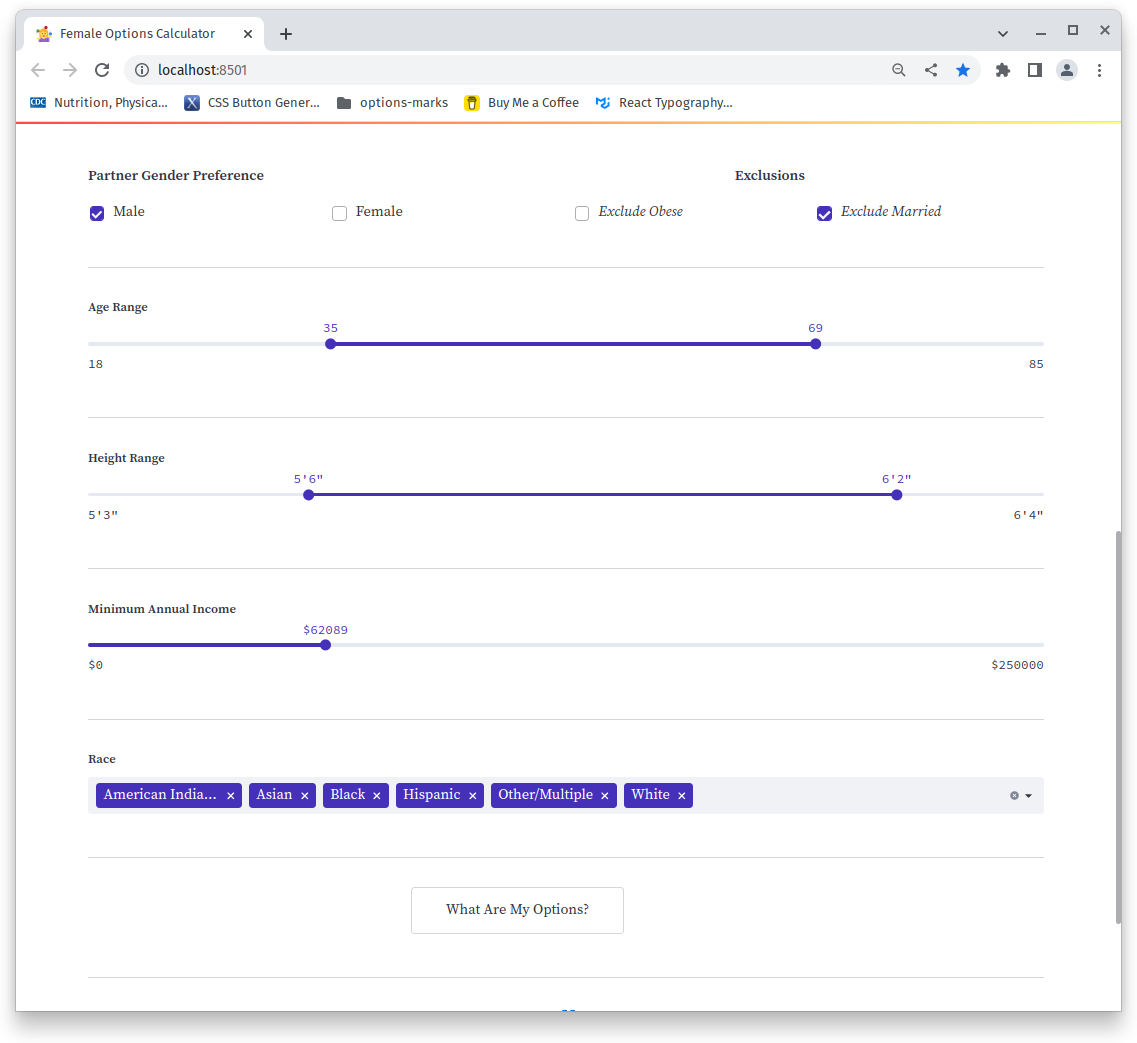 Female Options Calculator
localhost:8501
Nutrition, Physica... CSS Button Gener... options-marks Buy Me a Coffee React Typography...
Partner Gender Preference Exclusions
Male Female Exclude Obese Exclude Married
Age Range
35 69
18 85
Height Range
5'6" 6'2"
5'3" 6'4"
Minimum Annual Income
$62089
$0 $250000
Race
American India... Asian Black Hispanic Other/Multiple White
What Are My Options?